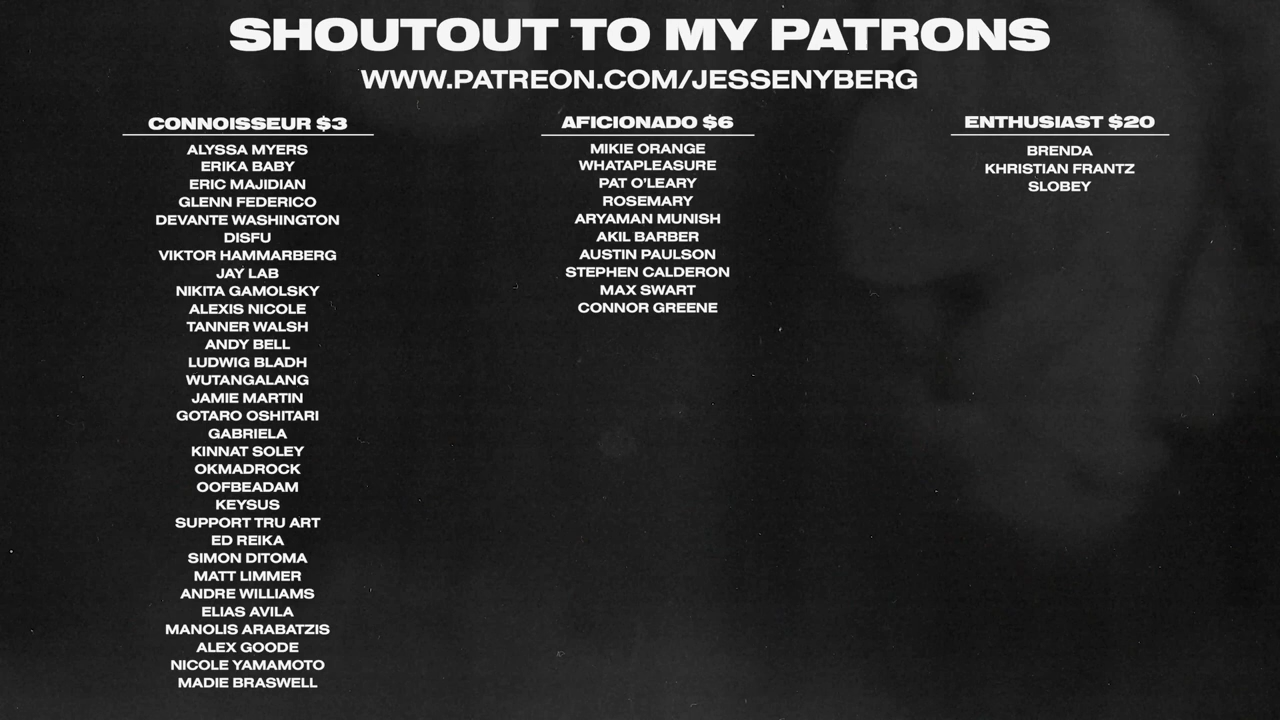 SHOUTOUT TO MY PATRONS
WWW.PATREON.COM/JESSENYBERG
CONNOISSEUR $3
ALYSSA MYERS
ERIKA BABY
ERIC MAJIDIAN
GLENN FEDERICO
DEVANTE WASHINGTON
DISFU
VIKTOR HAMMARBERG
JAY LAB
NIKITA GAMOLSKY
ALEXIS NICOLE
TANNER WALSH
ANDY BELL
LUDWIG BLADH
WUTANGALANG
JAMIE MARTIN
GOTARO OSHITARI
GABRIELA
KINNAT SOLEY
OKMADROCK
OOFBEADAM
KEYSUS
SUPPORT TRU ART
ED REIKA
SIMON DITOMA
MATT LIMMER
ANDRE WILLIAMS
ELIAS AVILA
MANOLIS ARABATZIS
ALEX GOODE
NICOLE YAMAMOTO
MADIE BRASWELL
AFICIONADO $6
MIKIE ORANGE
WHATAPLEASURE
PAT O'LEARY
ROSEMARY
ARYAMAN MUNISH
AKIL BARBER
AUSTIN PAULSON
STEPHEN CALDERON
MAX SWART
CONNOR GREENE
ENTHUSIAST $20
BRENDA
KHRISTIAN FRANTZ
SLOBEY